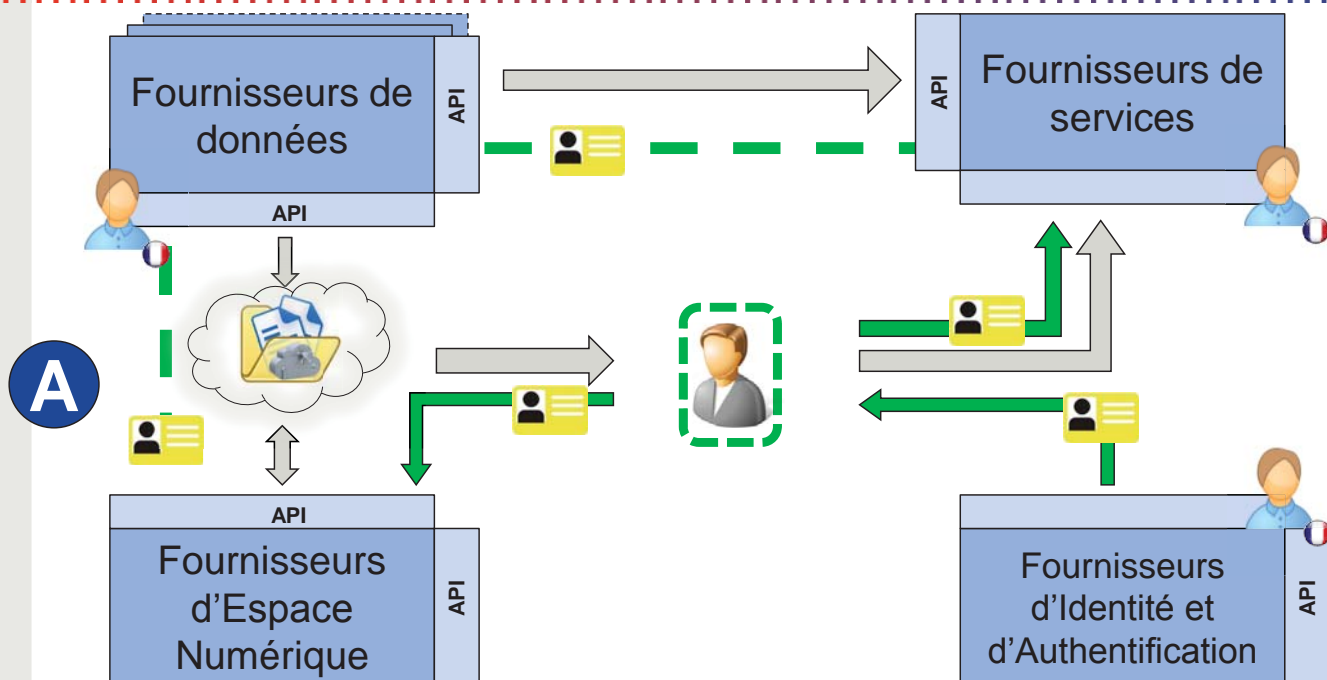 Fournisseurs de
données
API
API
Fournisseurs de
services
API
A
API
Fournisseurs
d’Espace
Numérique
API
Fournisseurs
d’Identité et
d’Authentification
API